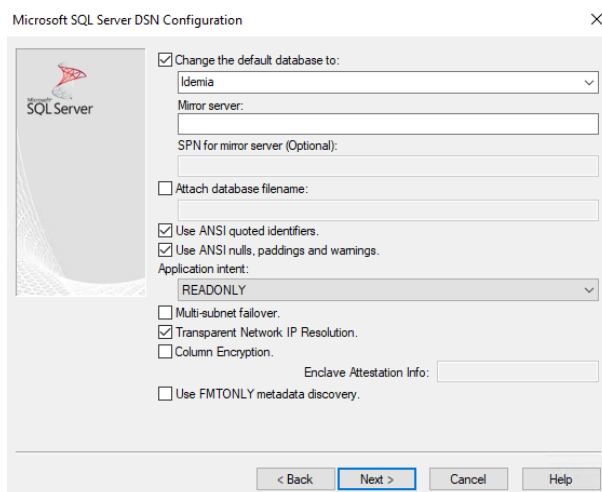 Microsoft SQL Server DSN Configuration
Microsoft
SQL Server
Change the default database to:
Idemia
Mirror server:
SPN for mirror server (Optional):
Attach database filename:
Use ANSI quoted identifiers.
Use ANSI nulls, paddings and warnings.
Application intent:
READONLY
Multi-subnet failover.
Transparent Network IP Resolution.
Column Encryption.
Enclave Attestation Info:
Use FMTONLY metadata discovery.
< Back Next > Cancel Help